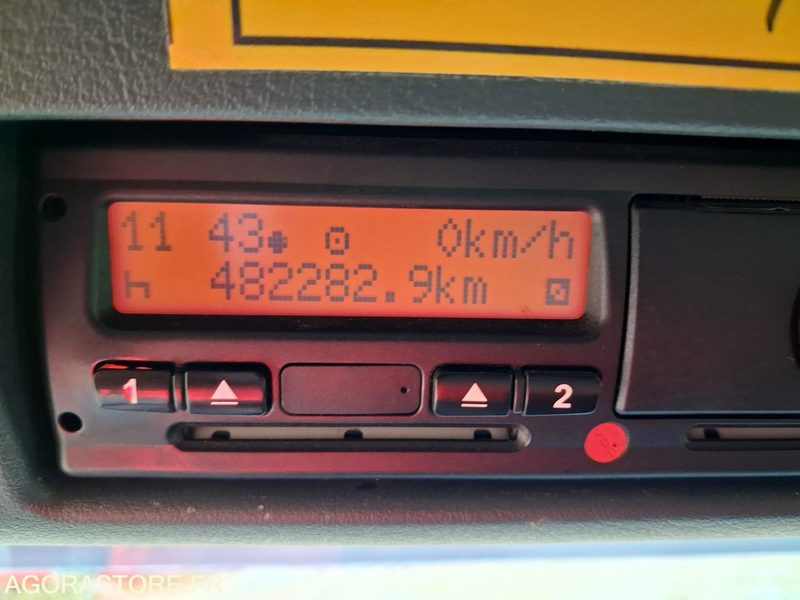 11 43 0km/h
482282.9km
1 2
AGORASTORE.FR